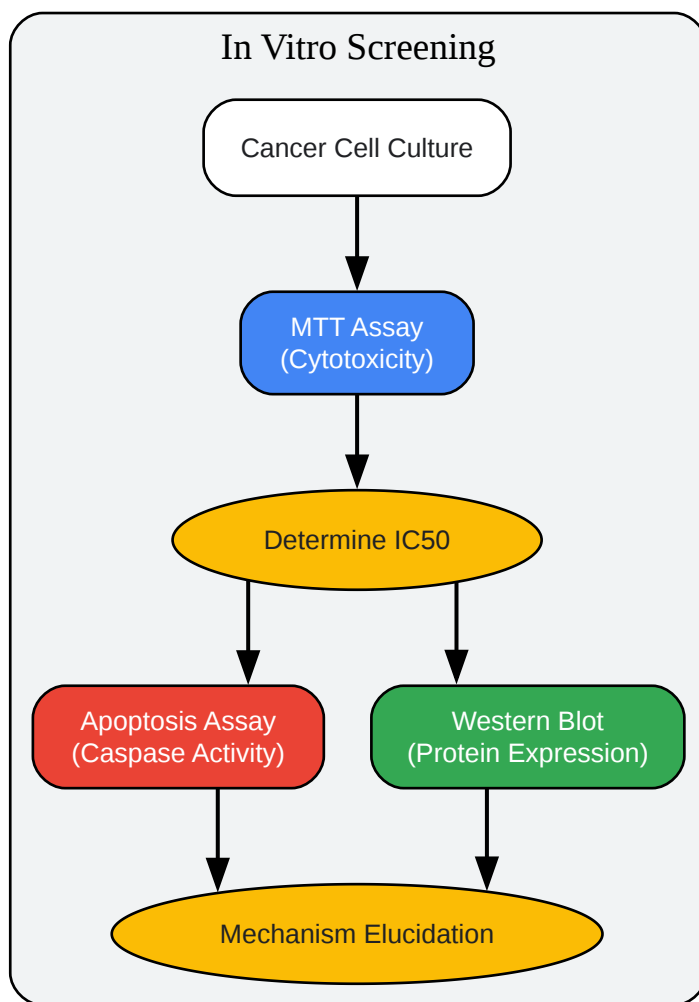 In Vitro Screening
Cancer Cell Culture
MTT Assay
(Cytotoxicity)
Determine IC50
Apoptosis Assay
(Caspase Activity)
Western Blot
(Protein Expression)
Mechanism Elucidation